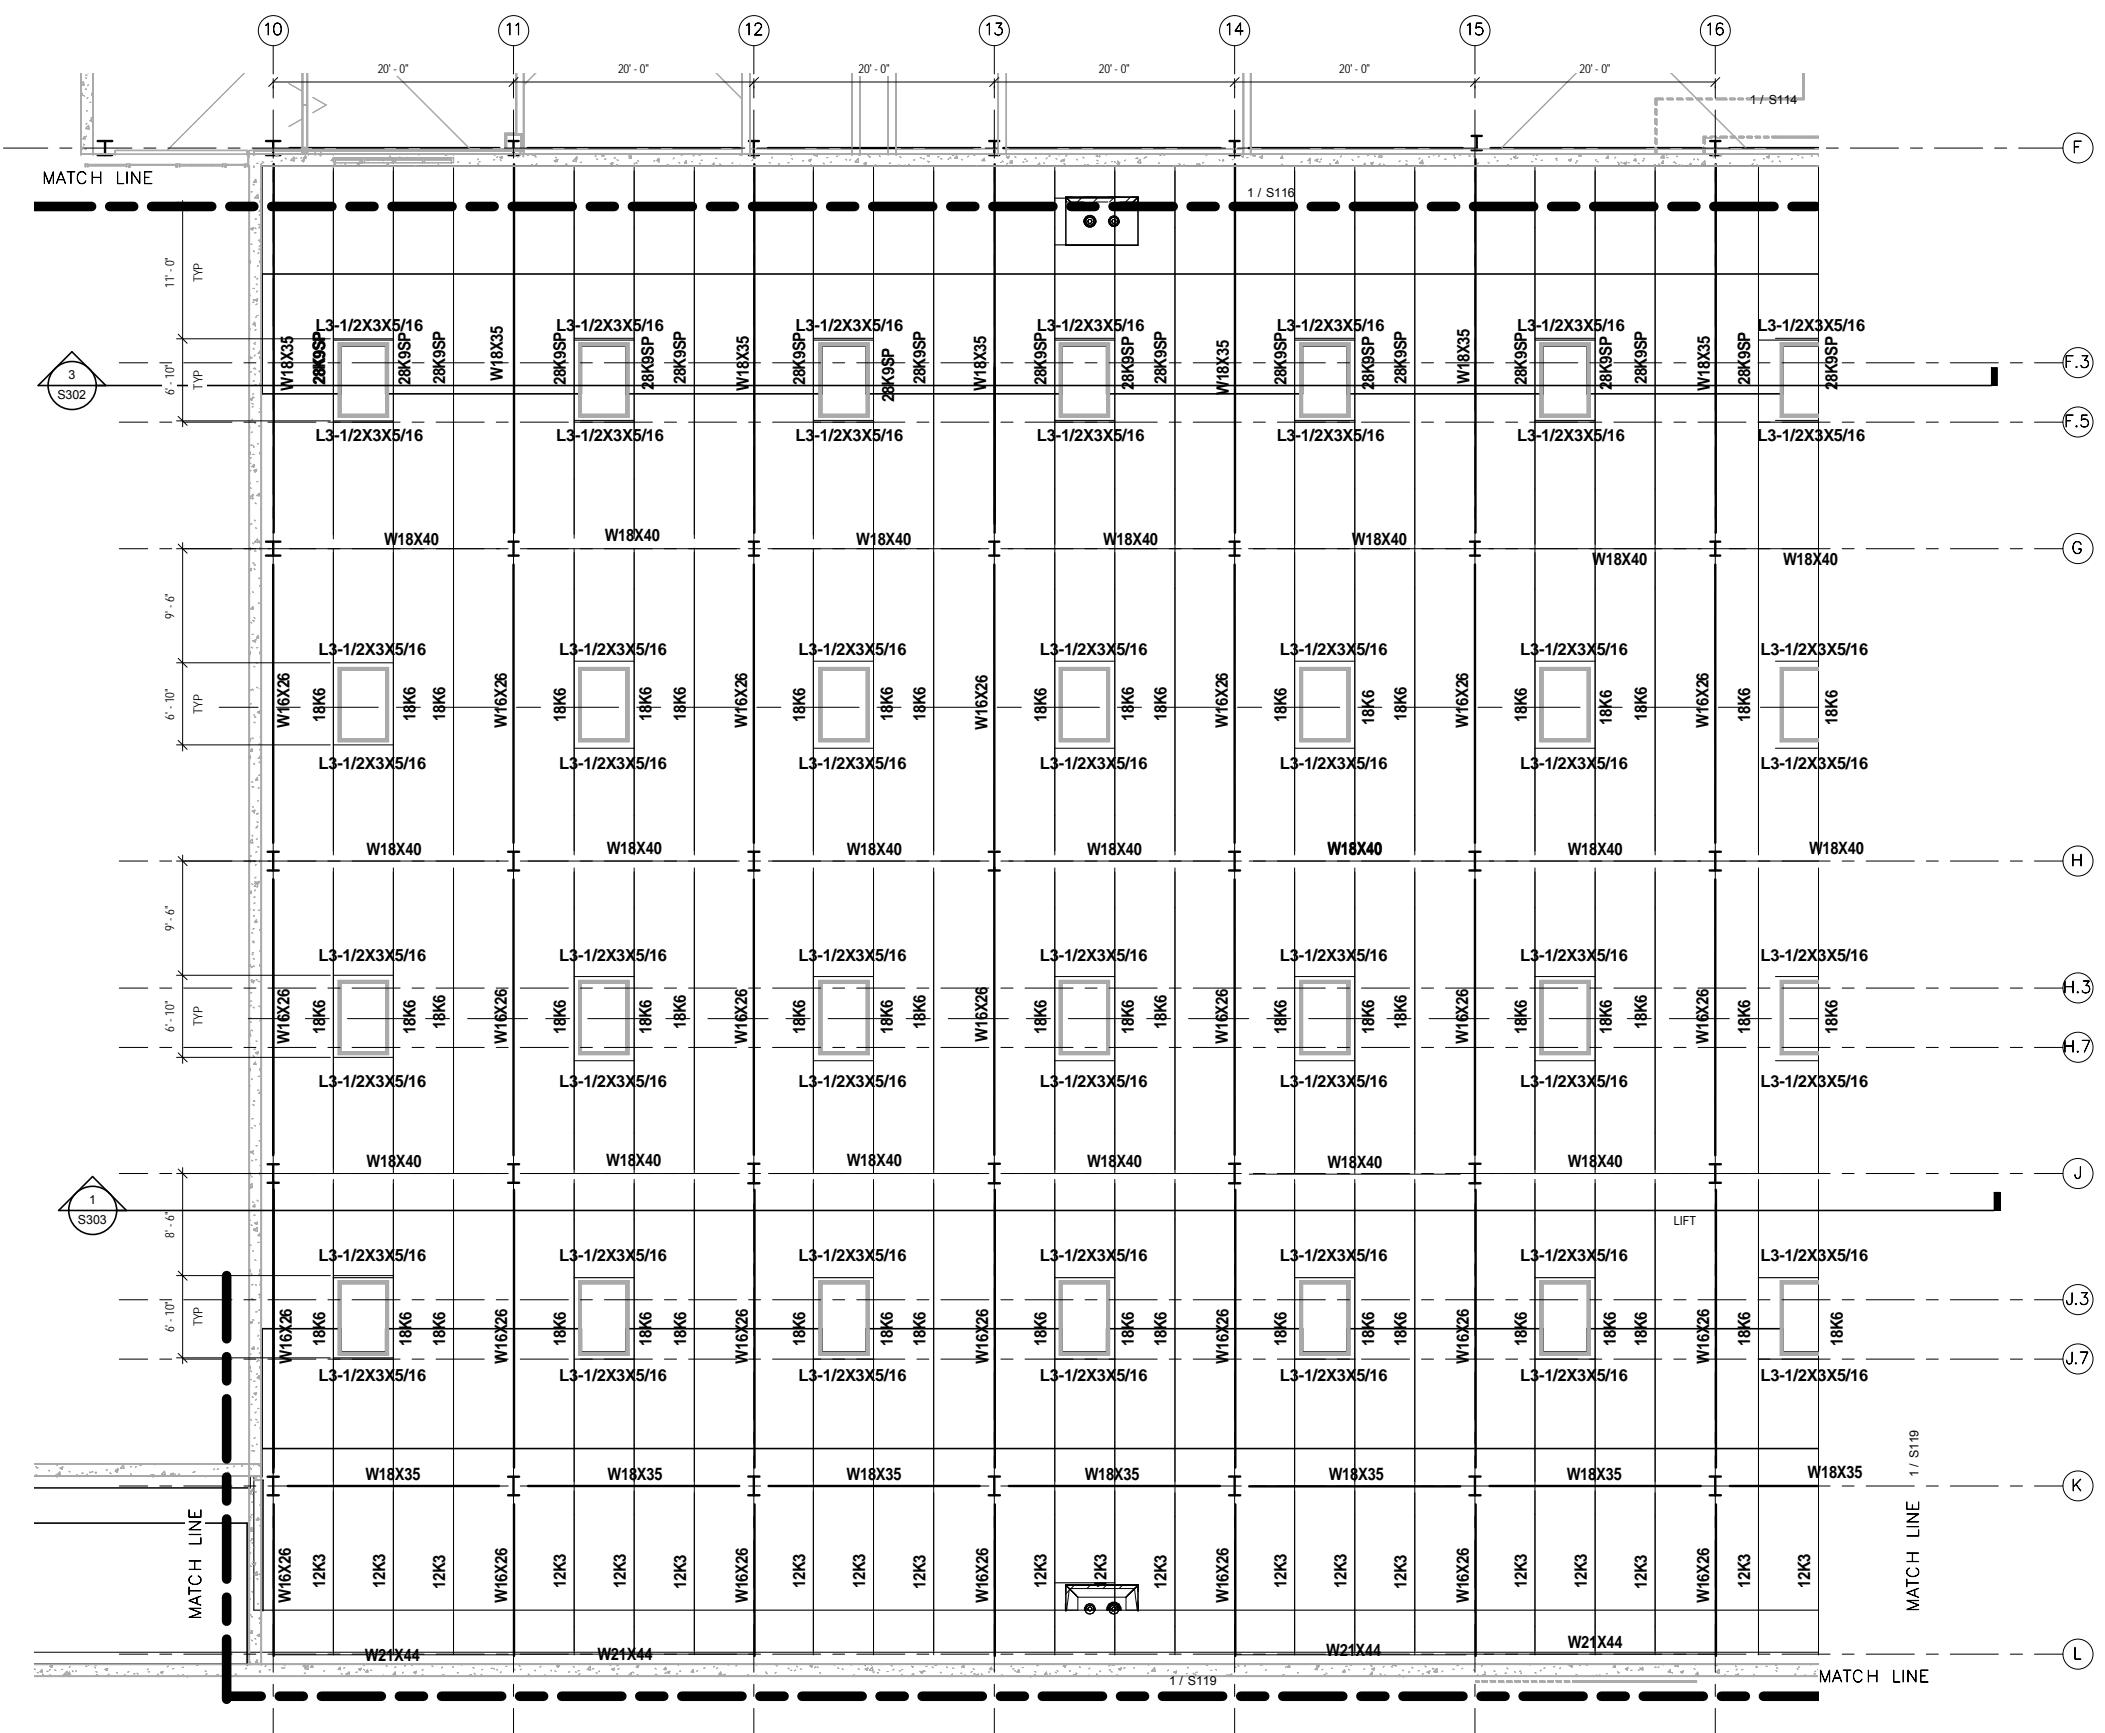 10 11 12 13 14 15 16
20' - 0" 20' - 0" 20' - 0" 20' - 0" 20' - 0" 20' - 0"
1 / S114
F
MATCH LINE
1 / S116
11' - 0"
TYP
L3-1/2X3X5/16 L3-1/2X3X5/16 L3-1/2X3X5/16 L3-1/2X3X5/16 L3-1/2X3X5/16 L3-1/2X3X5/16 L3-1/2X3X5/16
W18X35 28K9SP 28K9SP 28K9SP W18X35 28K9SP 28K9SP 28K9SP W18X35 28K9SP 28K9SP 28K9SP W18X35 28K9SP 28K9SP 28K9SP W18X35 28K9SP 28K9SP 28K9SP W18X35 28K9SP 28K9SP 28K9SP W18X35 28K9SP 28K9SP
F.3
6' - 10"
TYP
3
S302
F.5
L3-1/2X3X5/16 L3-1/2X3X5/16 L3-1/2X3X5/16 L3-1/2X3X5/16 L3-1/2X3X5/16 L3-1/2X3X5/16 L3-1/2X3X5/16
W18X40 W18X40 W18X40 W18X40 W18X40 W18X40 W18X40
G
9' - 6"
L3-1/2X3X5/16 L3-1/2X3X5/16 L3-1/2X3X5/16 L3-1/2X3X5/16 L3-1/2X3X5/16 L3-1/2X3X5/16 L3-1/2X3X5/16
6' - 10"
TYP
W16X26 18K6 18K6 18K6 W16X26 18K6 18K6 18K6 W16X26 18K6 18K6 18K6 W16X26 18K6 18K6 18K6 W16X26 18K6 18K6 18K6 W16X26 18K6 18K6 18K6 W16X26 18K6 18K6
L3-1/2X3X5/16 L3-1/2X3X5/16 L3-1/2X3X5/16 L3-1/2X3X5/16 L3-1/2X3X5/16 L3-1/2X3X5/16 L3-1/2X3X5/16
W18X40 W18X40 W18X40 W18X40 W18X40 W18X40 W18X40
H
9' - 6"
L3-1/2X3X5/16 L3-1/2X3X5/16 L3-1/2X3X5/16 L3-1/2X3X5/16 L3-1/2X3X5/16 L3-1/2X3X5/16 L3-1/2X3X5/16
H.3
6' - 10"
TYP
W16X26 18K6 18K6 18K6 W16X26 18K6 18K6 18K6 W16X26 18K6 18K6 18K6 W16X26 18K6 18K6 18K6 W16X26 18K6 18K6 18K6 W16X26 18K6 18K6 18K6 W16X26 18K6 18K6
H.7
L3-1/2X3X5/16 L3-1/2X3X5/16 L3-1/2X3X5/16 L3-1/2X3X5/16 L3-1/2X3X5/16 L3-1/2X3X5/16 L3-1/2X3X5/16
W18X40 W18X40 W18X40 W18X40 W18X40 W18X40
J
1
S303
8' - 6"
LIFT
L3-1/2X3X5/16 L3-1/2X3X5/16 L3-1/2X3X5/16 L3-1/2X3X5/16 L3-1/2X3X5/16 L3-1/2X3X5/16 L3-1/2X3X5/16
J.3
6' - 10"
TYP
W16X26 18K6 18K6 18K6 W16X26 18K6 18K6 18K6 W16X26 18K6 18K6 18K6 W16X26 18K6 18K6 18K6 W16X26 18K6 18K6 18K6 W16X26 18K6 18K6 18K6 W16X26 18K6 18K6
J.7
L3-1/2X3X5/16 L3-1/2X3X5/16 L3-1/2X3X5/16 L3-1/2X3X5/16 L3-1/2X3X5/16 L3-1/2X3X5/16 L3-1/2X3X5/16
1 / S119
W18X35 W18X35 W18X35 W18X35 W18X35 W18X35 W18X35
K
MATCH LINE
W16X26 12K3 12K3 12K3 W16X26 12K3 12K3 12K3 W16X26 12K3 12K3 12K3 W16X26 12K3 12K3 12K3 W16X26 12K3 12K3 12K3 W16X26 12K3 12K3 12K3 W16X26 12K3 12K3
MATCH LINE
W21X44 W21X44 W21X44 W21X44
L
1 / S119
MATCH LINE